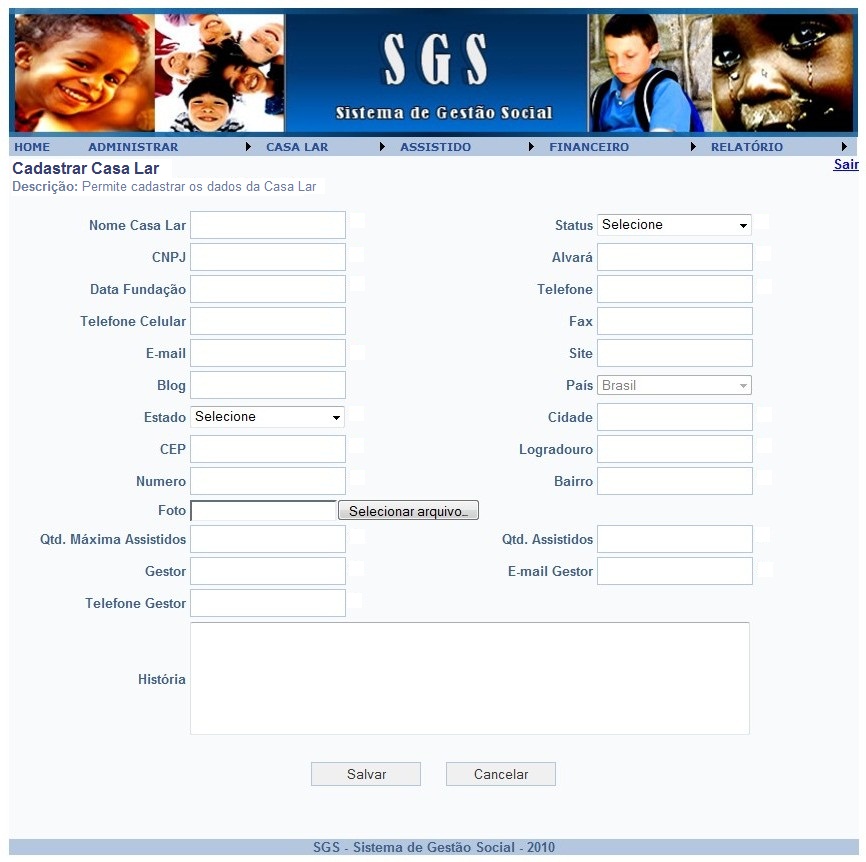 SGS
Sistema de Gestão Social
HOME ADMINISTRAR CASA LAR ASSISTIDO FINANCEIRO RELATÓRIO
Cadastrar Casa Lar Sair
Descrição: Permite cadastrar os dados da Casa Lar
Nome Casa Lar Status Selecione
CNPJ Alvará
Data Fundação Telefone
Telefone Celular Fax
E-mail Site
Blog País Brasil
Estado Selecione Cidade
CEP Logradouro
Numero Bairro
Foto Selecionar arquivo...
Qtd. Máxima Assistidos Qtd. Assistidos
Gestor E-mail Gestor
Telefone Gestor
História
Salvar Cancelar
SGS - Sistema de Gestão Social - 2010